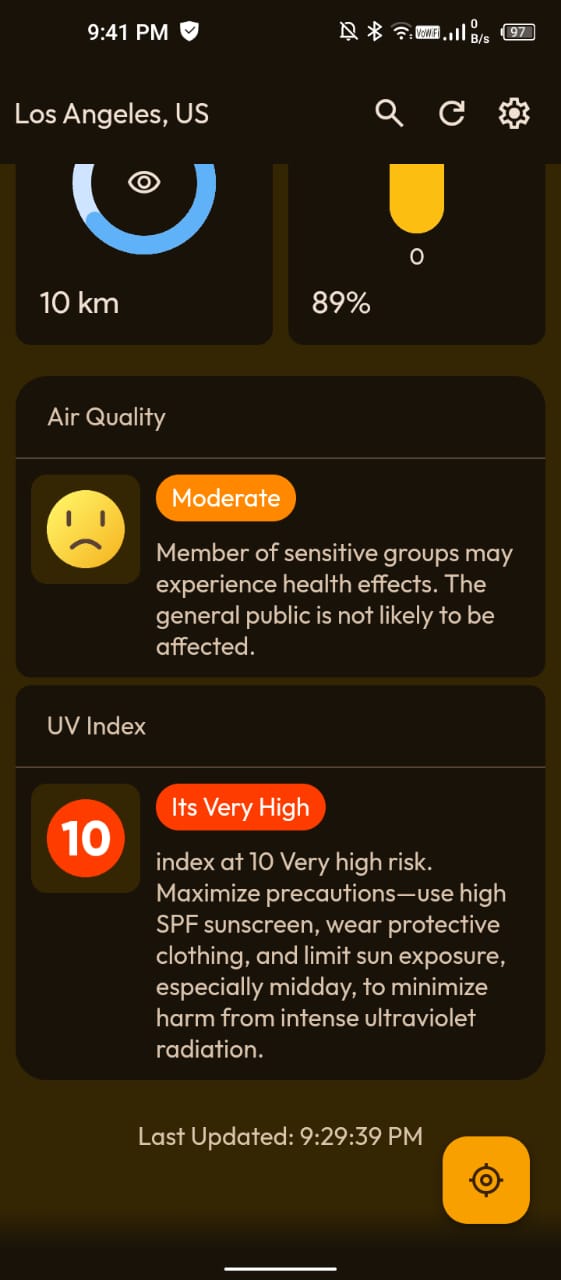 9:41 PM
VoWiFi
0
B/s
97
Los Angeles, US
0
10 km
89%
Air Quality
Moderate
Member of sensitive groups may
experience health effects. The
general public is not likely to be
affected.
UV Index
10
Its Very High
index at 10 Very high risk.
Maximize precautions—use high
SPF sunscreen, wear protective
clothing, and limit sun exposure,
especially midday, to minimize
harm from intense ultraviolet
radiation.
Last Updated: 9:29:39 PM